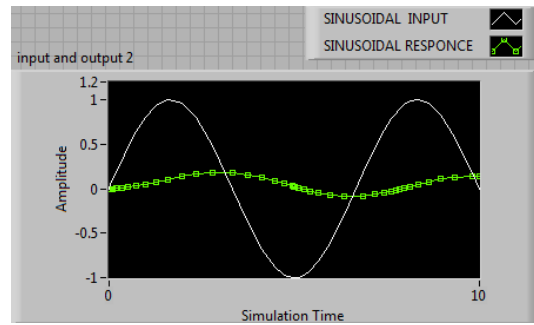 SINUSOIDAL INPUT
SINUSOIDAL RESPONCE
input and output 2
1.2
1
0.5
0
-0.5
-1
Amplitude
0
10
Simulation Time